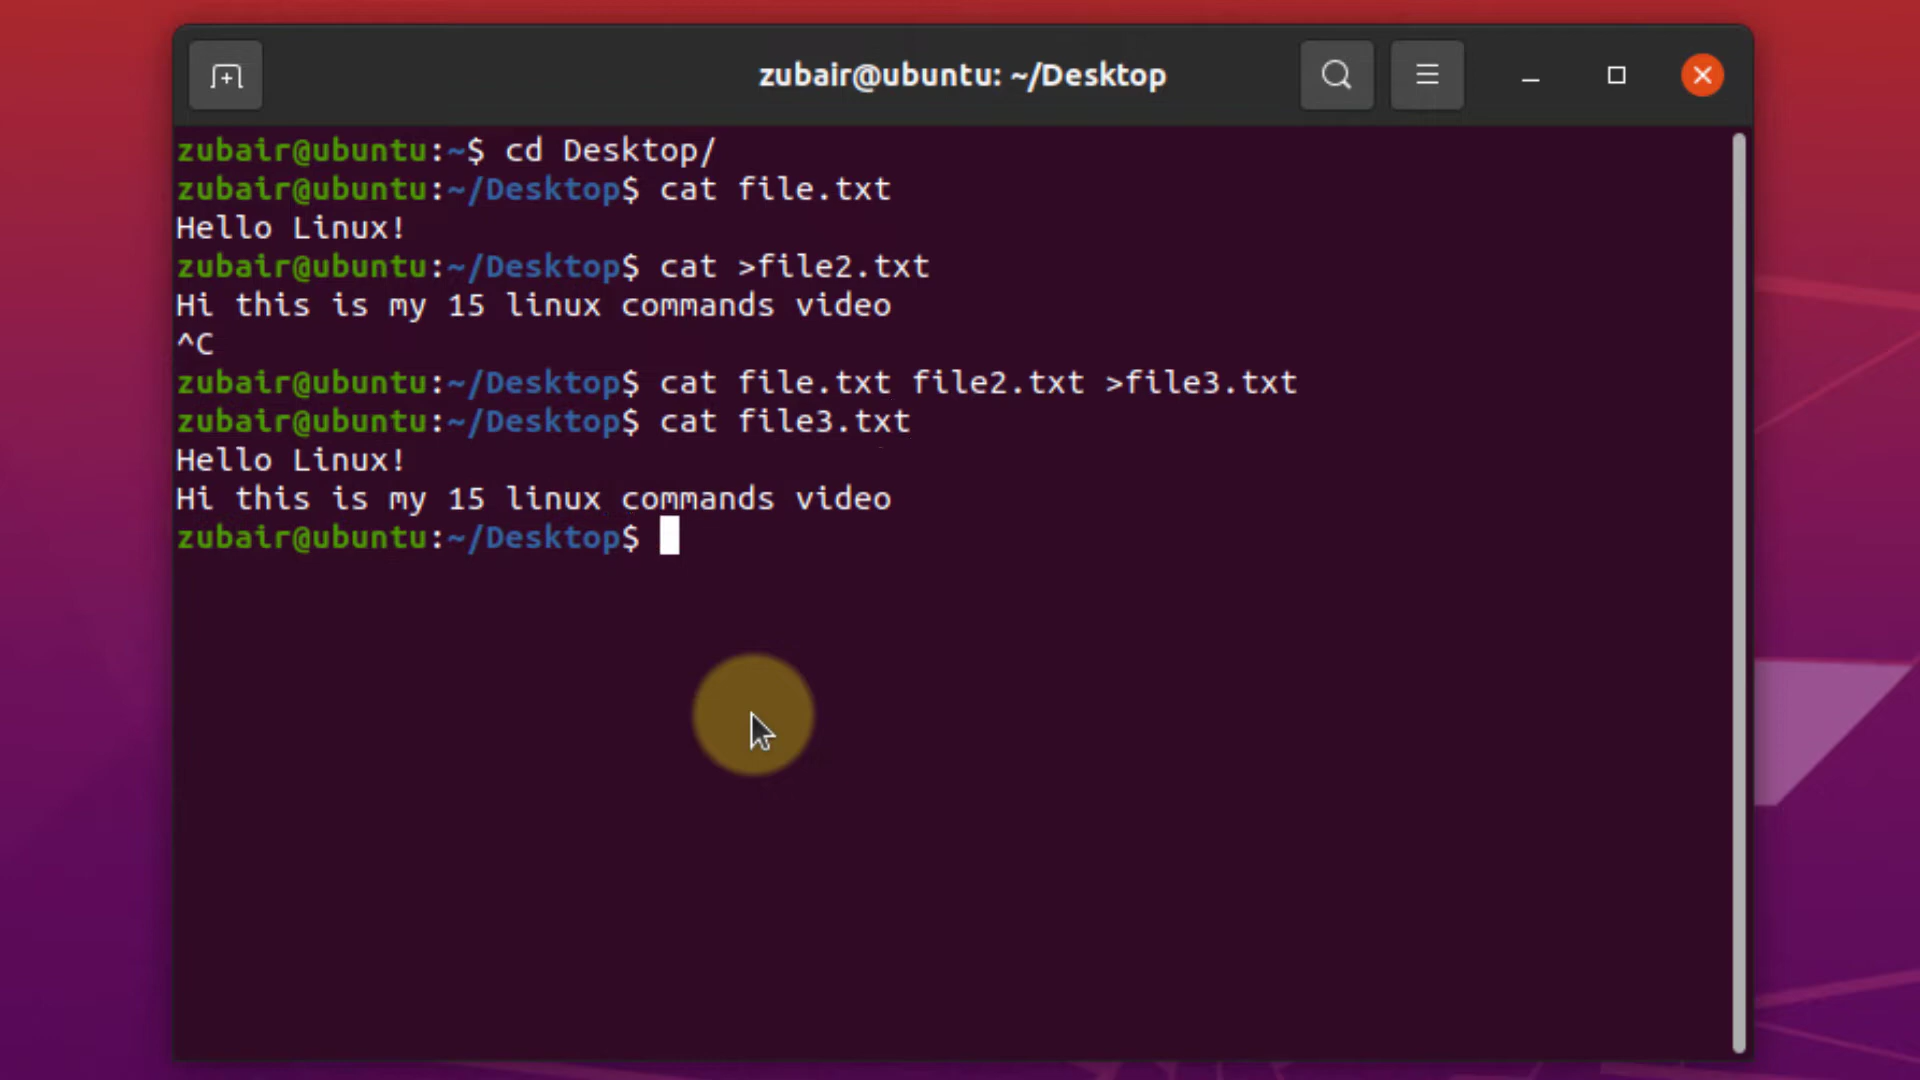 zubair@ubuntu: ~/Desktop
zubair@ubuntu:~$ cd Desktop/
zubair@ubuntu:~/Desktop$ cat file.txt
Hello Linux!
zubair@ubuntu:~/Desktop$ cat >file2.txt
Hi this is my 15 linux commands video
^C
zubair@ubuntu:~/Desktop$ cat file.txt file2.txt >file3.txt
zubair@ubuntu:~/Desktop$ cat file3.txt
Hello Linux!
Hi this is my 15 linux commands video
zubair@ubuntu:~/Desktop$